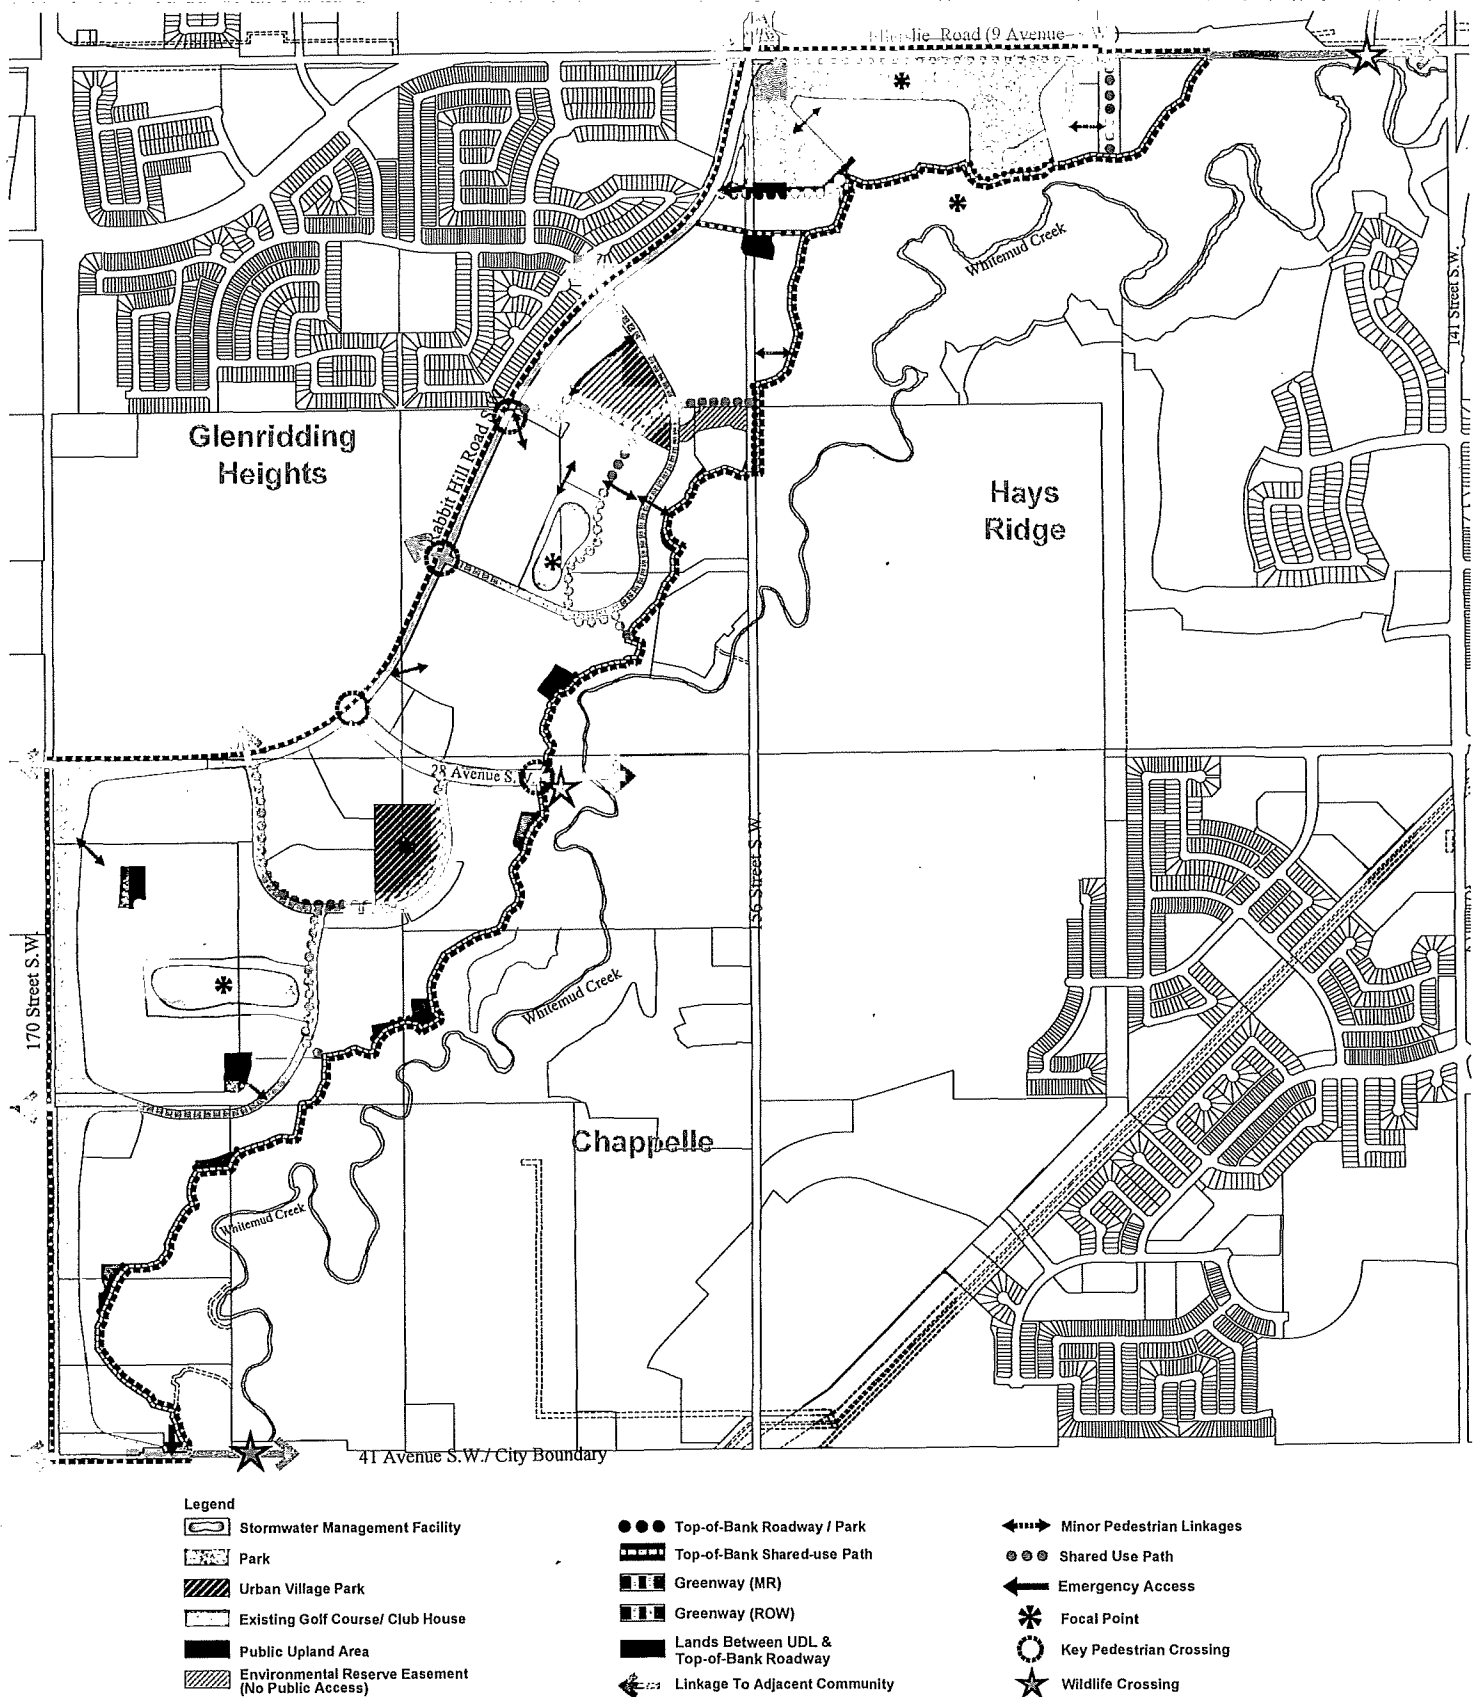 Road (9 Avenue
Whitemud Creek
41 Street S.W.
Glenridding
Heights
Hill Road
Hays
Ridge
28 Avenue S.
Street S.W.
170 Street S.W.
Whitemud Creek
Chappelle
Whitemud Creek
41 Avenue S.W./ City Boundary
Legend
Stormwater Management Facility
Park
Urban Village Park
Existing Golf Course/ Club House
Public Upland Area
Environmental Reserve Easement
(No Public Access)
Top-of-Bank Roadway / Park
Top-of-Bank Shared-use Path
Greenway (MR)
Greenway (ROW)
Lands Between UDL &
Top-of-Bank Roadway
Linkage To Adjacent Community
Minor Pedestrian Linkages
Shared Use Path
Emergency Access
Focal Point
Key Pedestrian Crossing
Wildlife Crossing